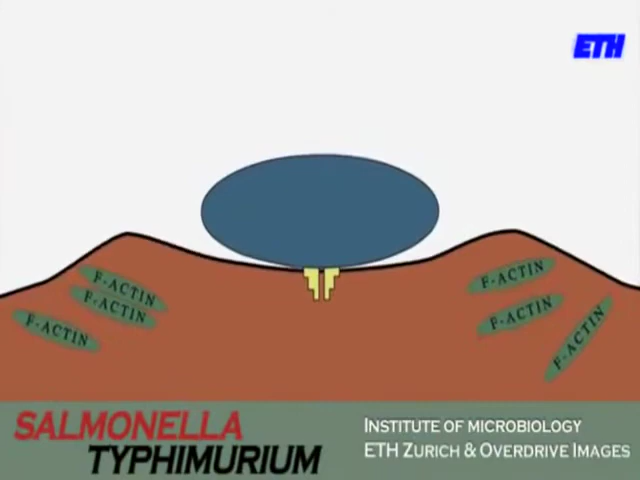 ETH
F-ACTIN
F-ACTIN
F-ACTIN
F-ACTIN
F-ACTIN
F-ACTIN
SALMONELLA
TYPHIMURIUM
INSTITUTE OF MICROBIOLOGY
ETH ZURICH & OVERDRIVE IMAGES